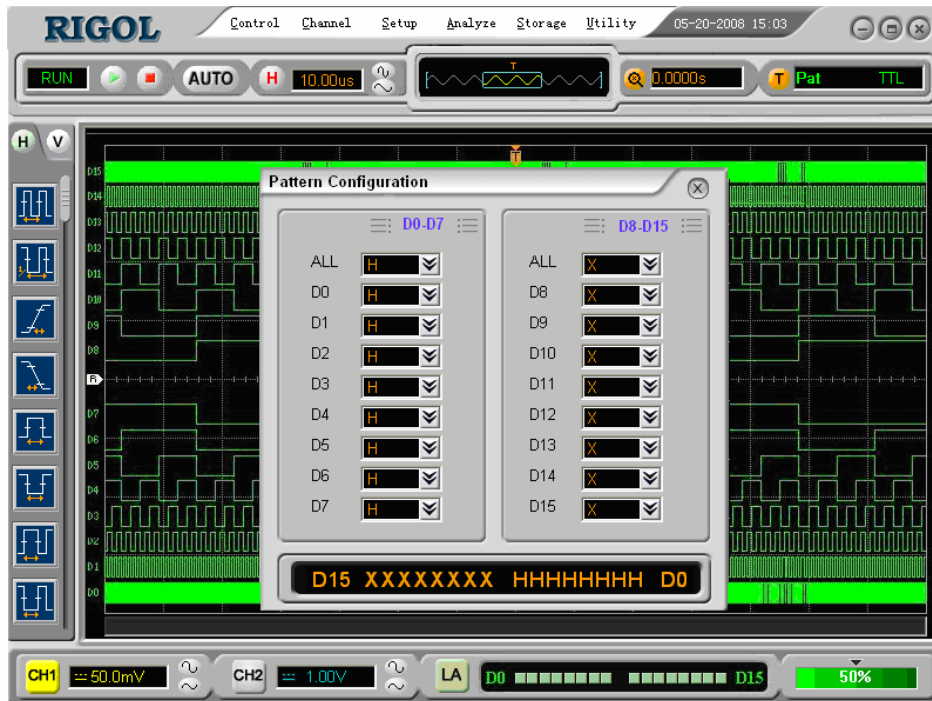 RIGOL Control Channel Setup Analyze Storage Utility 05-20-2008 15:03
RUN AUTO H 10.00us T 0.0000s T Pat TTL
H V
T
Pattern Configuration
D0-D7 D8-D15
ALL H ALL X
D0 H D8 X
D1 H D9 X
D2 H D10 X
D3 H D11 X
D4 H D12 X
D5 H D13 X
D6 H D14 X
D7 H D15 X
D15 XXXXXXXX HHHHHHHH D0
D15
D14
D13
D12
D11
D10
D9
D8
R
D7
D6
D5
D4
D3
D2
D1
D0
CH1 50.0mV CH2 1.00V LA D0 D15 50%